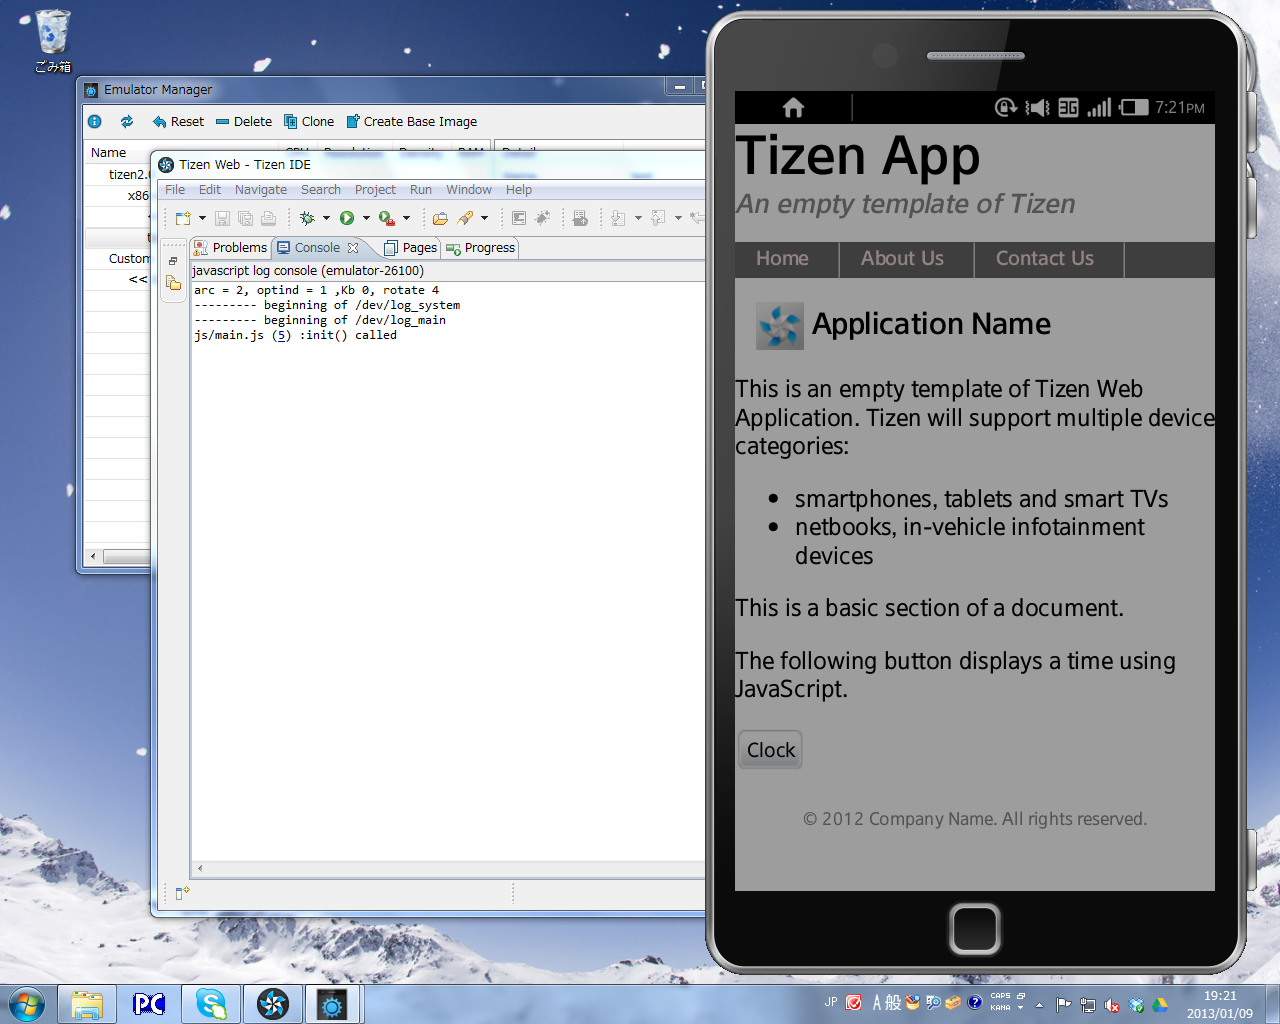 ごみ箱
Emulator Manager
Reset
Delete
Clone
Create Base Image
Name
tizen2.
x86
Custom
<<
Tizen Web - Tizen IDE
File Edit Navigate Search Project Run Window Help
Problems Console Pages Progress
javascript log console (emulator-26100)
arc = 2, optind = 1 ,Kb 0, rotate 4
--------- beginning of /dev/log_system
--------- beginning of /dev/log_main
js/main.js (5) :init() called
3G 7:21PM
Tizen App
An empty template of Tizen
Home About Us Contact Us
Application Name
This is an empty template of Tizen Web
Application. Tizen will support multiple device
categories:
• smartphones, tablets and smart TVs
• netbooks, in-vehicle infotainment
devices
This is a basic section of a document.
The following button displays a time using
JavaScript.
Clock
© 2012 Company Name. All rights reserved.
PC
JP A 般 CAPS
KANA
19:21
2013/01/09